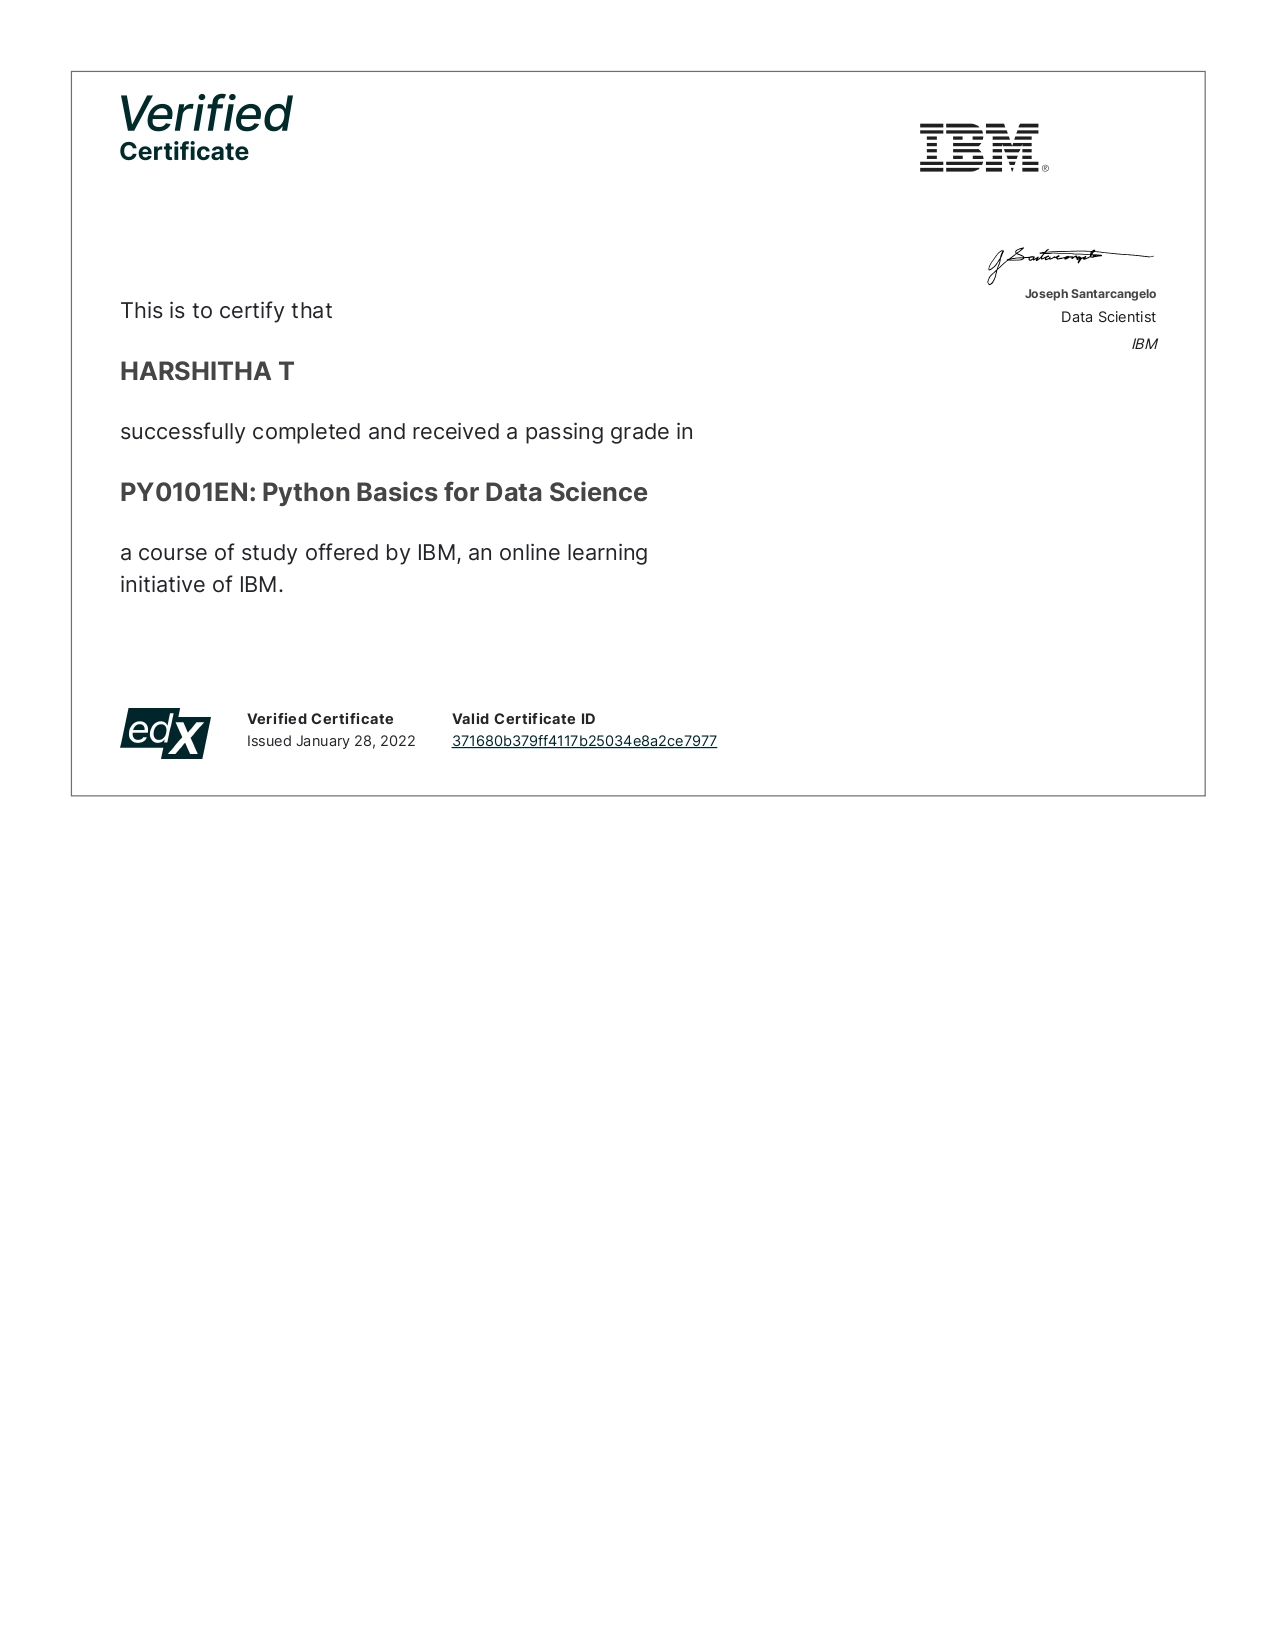 Verified
Certificate
IBM®
J Santarcangelo
Joseph Santarcangelo
Data Scientist
IBM
This is to certify that
HARSHITHA T
successfully completed and received a passing grade in
PY0101EN: Python Basics for Data Science
a course of study offered by IBM, an online learning
initiative of IBM.
edX
Verified Certificate
Issued January 28, 2022
Valid Certificate ID
371680b379ff4117b25034e8a2ce7977